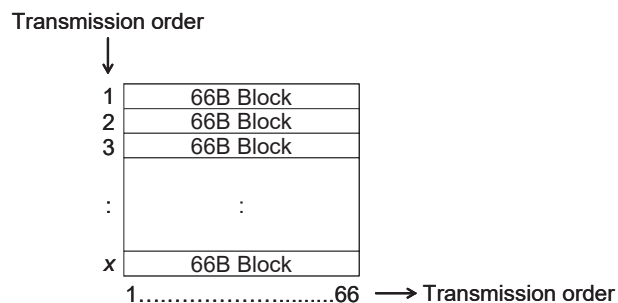 Transmission order
1 66B Block
2 66B Block
3 66B Block
: :
x 66B Block
1................................66 Transmission order